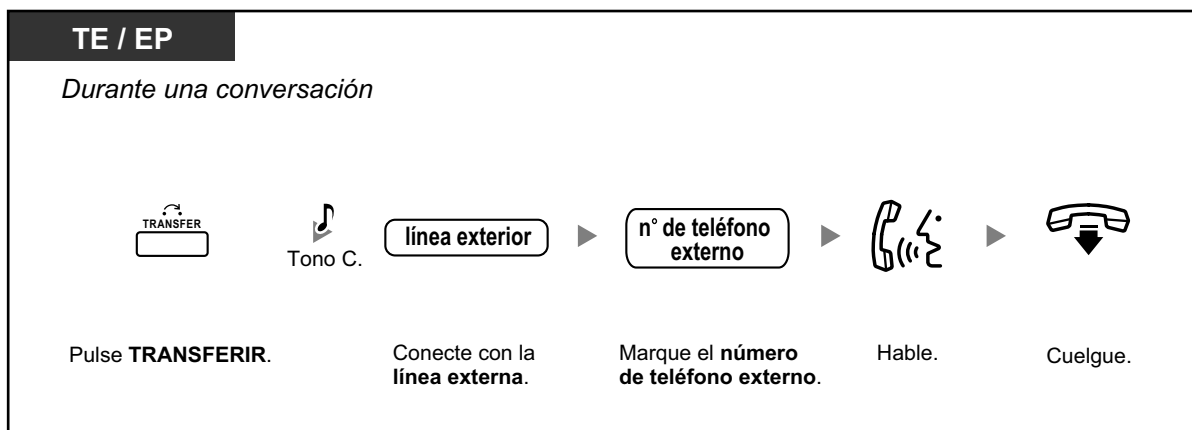 TE / EP
Durante una conversación
TRANSFER
Tono C.
línea exterior
n° de teléfono
externo
Pulse TRANSFERIR.
Conecte con la
línea externa.
Marque el número
de teléfono externo.
Hable.
Cuelgue.